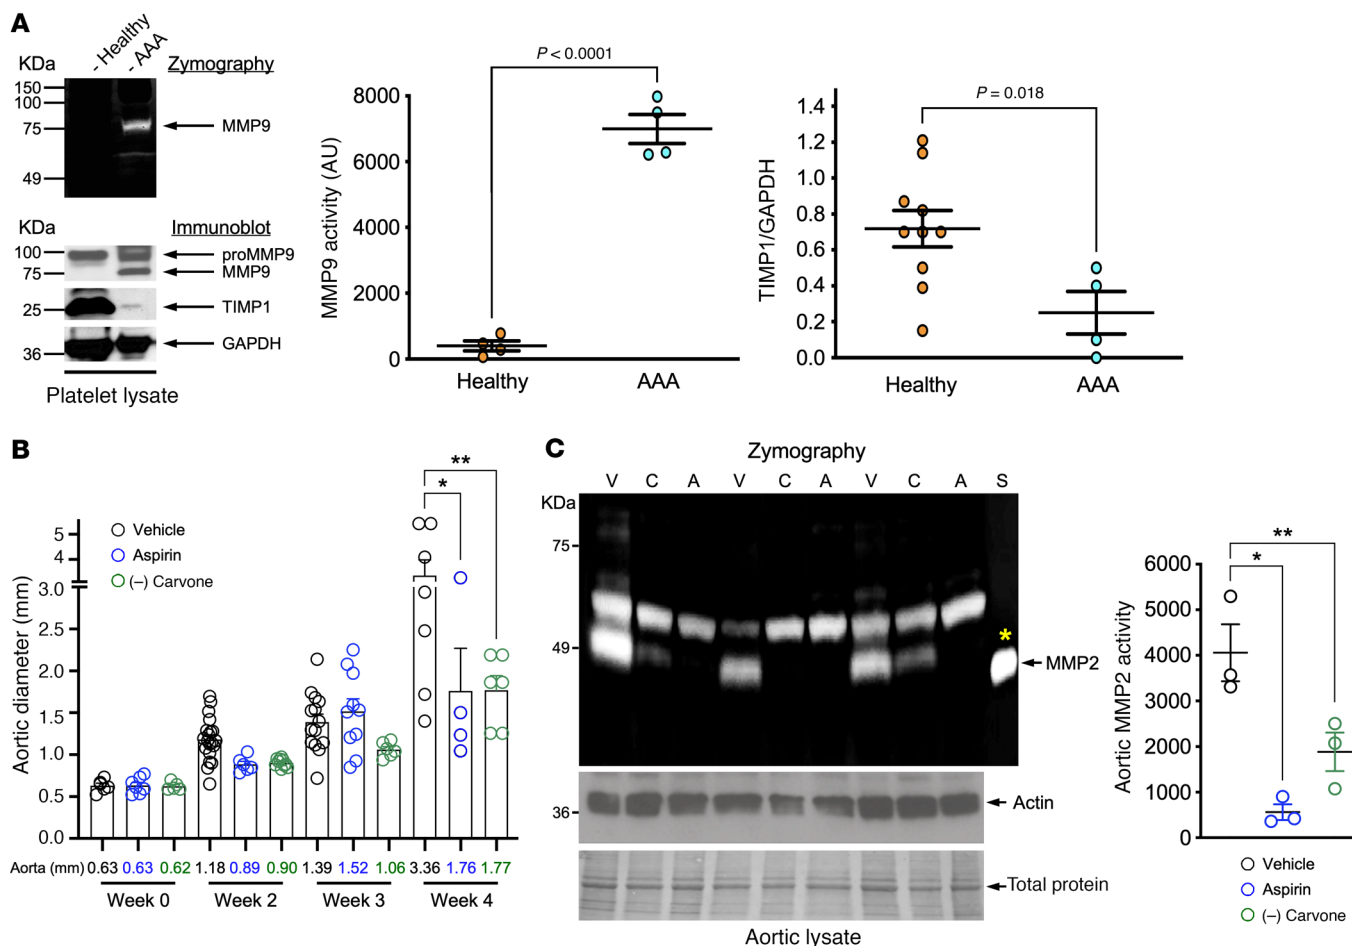 A
- Healthy
- AAA
KDa
Zymography
150
100
75
49
MMP9
KDa
Immunoblot
100
75
25
36
proMMP9
MMP9
TIMP1
GAPDH
Platelet lysate
P < 0.0001
MMP9 activity (AU)
8000
6000
4000
2000
0
Healthy AAA
P = 0.018
TIMP1/GAPDH
1.4
1.2
1.0
0.8
0.6
0.4
0.2
0.0
Healthy AAA
B
** 
*
Vehicle
Aspirin
(–) Carvone
Aortic diameter (mm)
5
4
3.0
2.5
2.0
1.5
1.0
0.5
0.0
Aorta (mm) 0.63 0.63 0.62 1.18 0.89 0.90 1.39 1.52 1.06 3.36 1.76 1.77
Week 0 Week 2 Week 3 Week 4
C
Zymography
V C A V C A V C A S
KDa
75
49
*
MMP2
36
Actin
Total protein
Aortic lysate
**
*
Aortic MMP2 activity
6000
5000
4000
3000
2000
1000
0
Vehicle
Aspirin
(–) Carvone